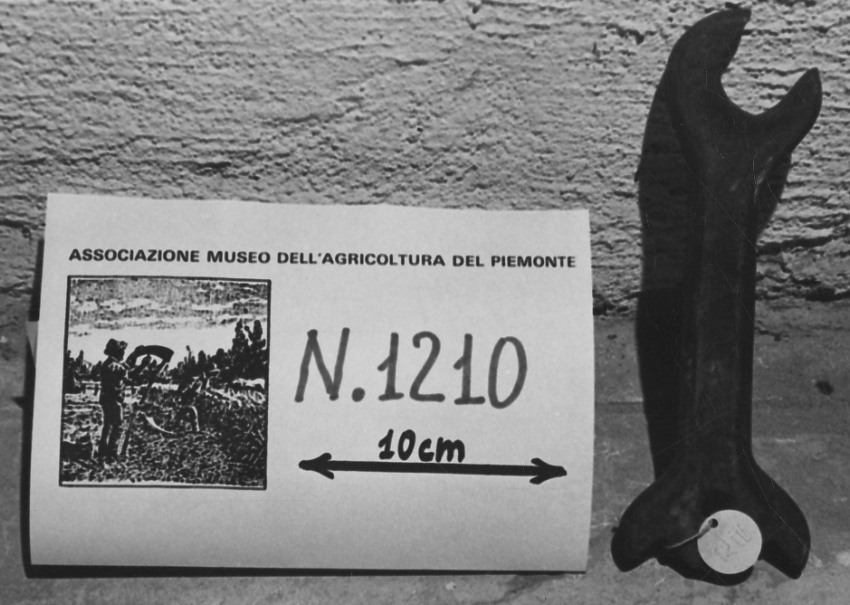 ASSOCIAZIONE MUSEO DELL'AGRICOLTURA DEL PIEMONTE
N.1210
10cm